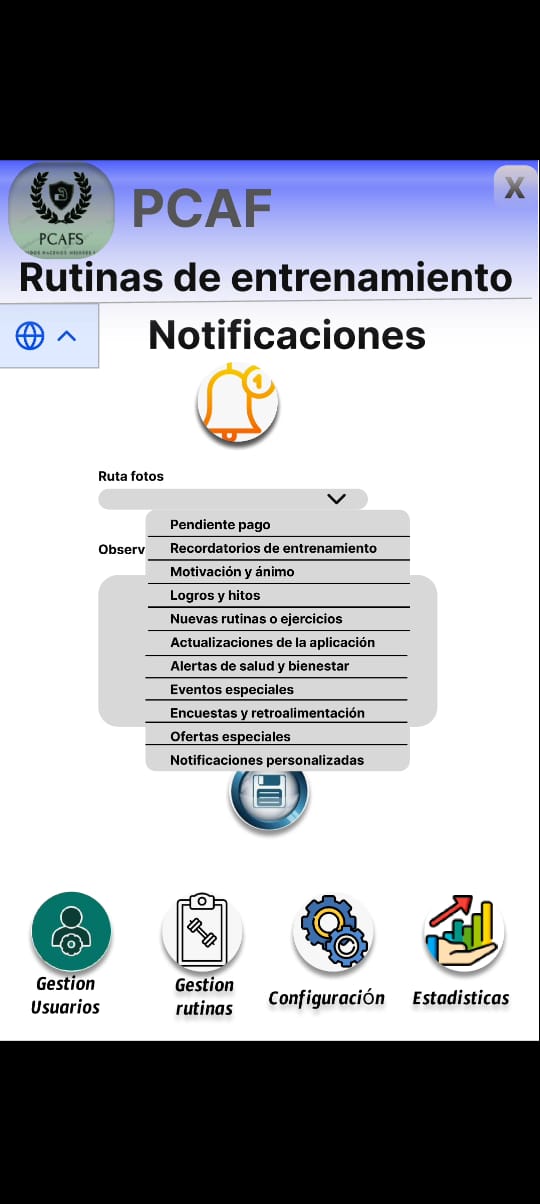 PCAFS
PCAF
X
Rutinas de entrenamiento
Notificaciones
1
Ruta fotos
Pendiente pago
Observ
Recordatorios de entrenamiento
Motivación y ánimo
Logros y hitos
Nuevas rutinas o ejercicios
Actualizaciones de la aplicación
Alertas de salud y bienestar
Eventos especiales
Encuestas y retroalimentación
Ofertas especiales
Notificaciones personalizadas
Gestion
Usuarios
Gestion
rutinas
Configuración
Estadisticas